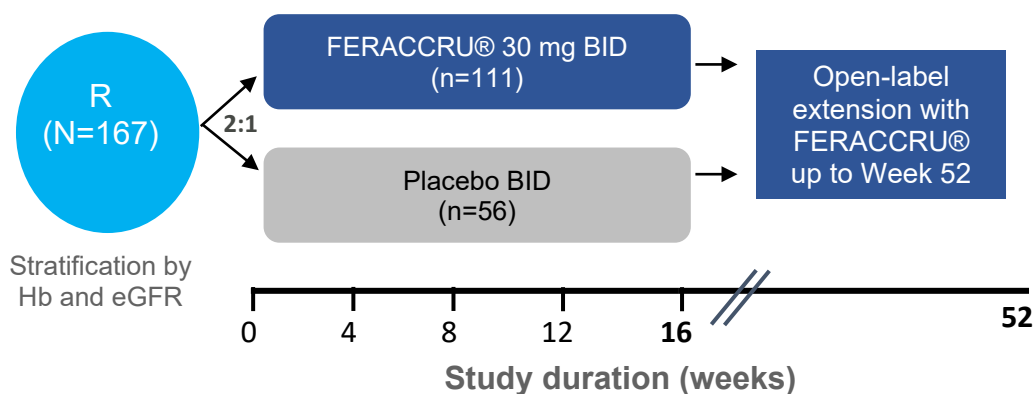 R
(N=167)
2:1
FERACCRU® 30 mg BID
(n=111)
Placebo BID
(n=56)
Open-label
extension with
FERACCRU®
up to Week 52
Stratification by
Hb and eGFR
0 4 8 12 16 52
Study duration (weeks)